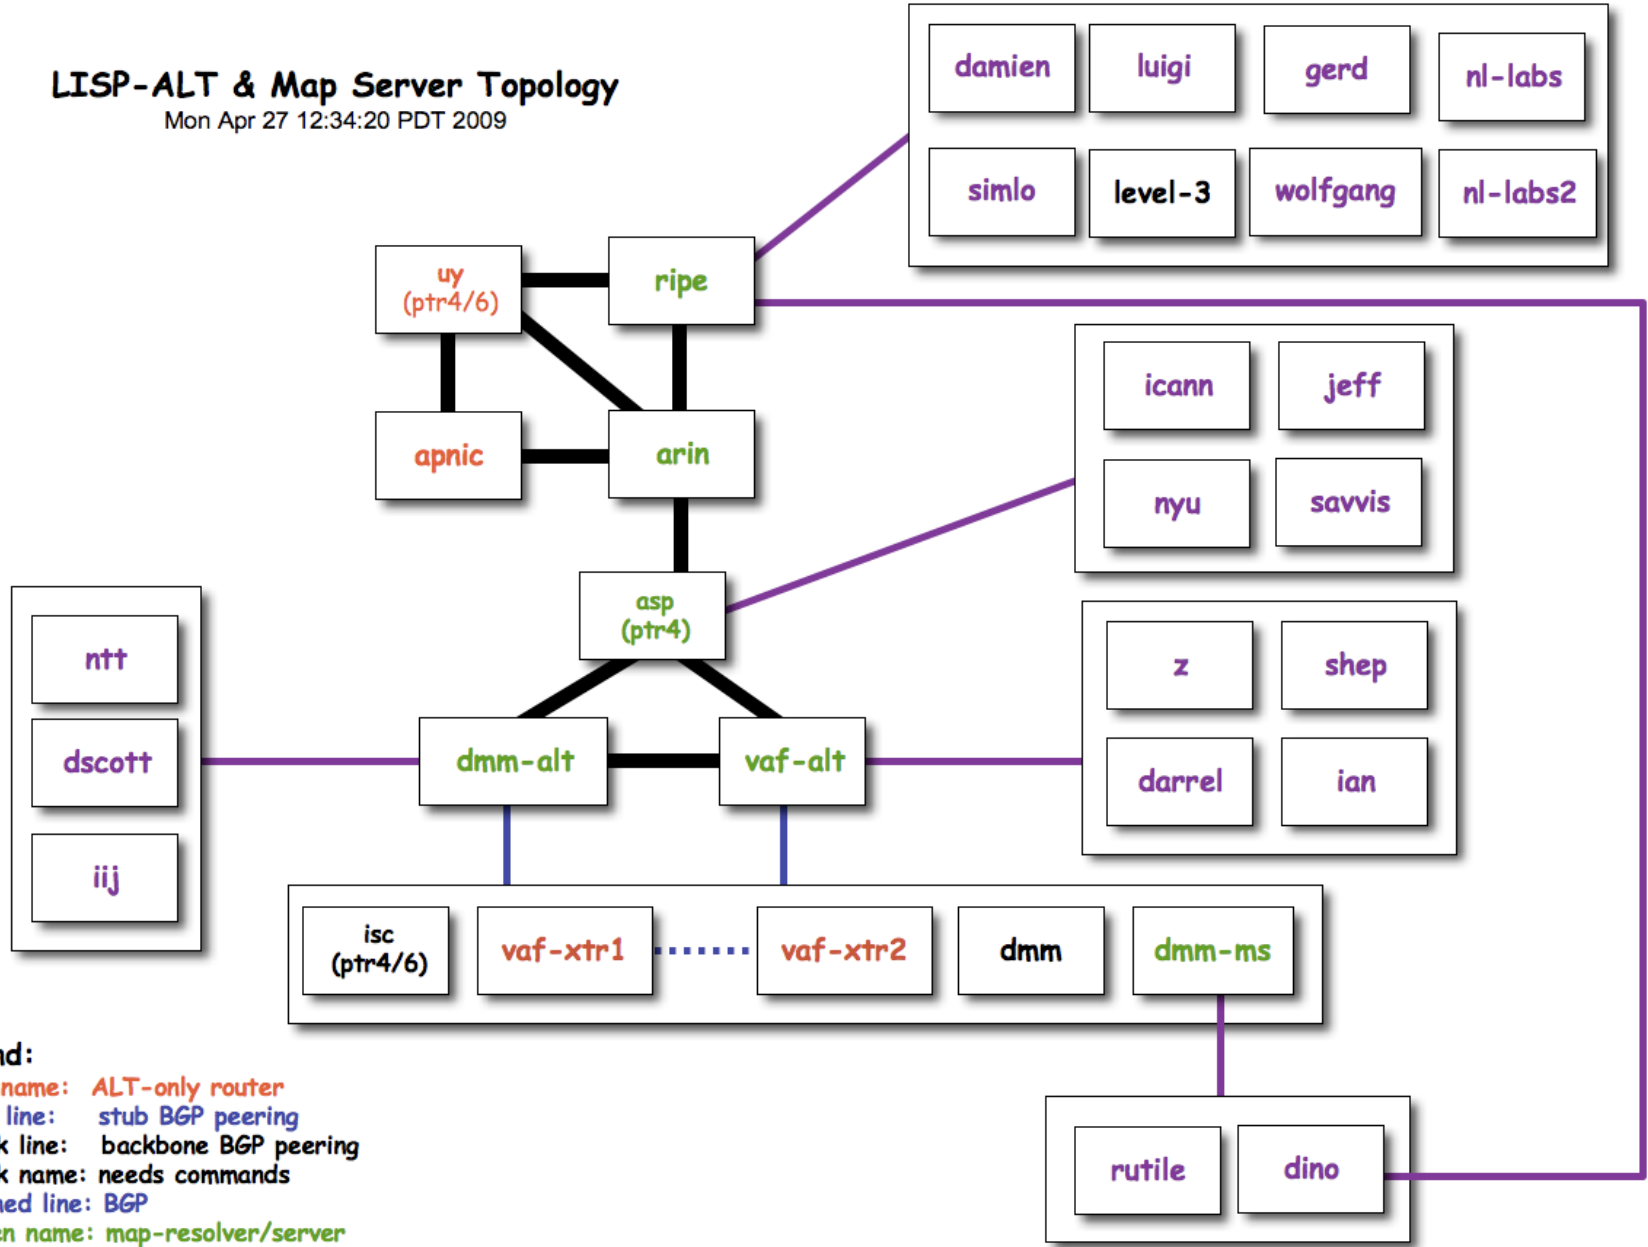 LISP-ALT & Map Server Topology
Mon Apr 27 12:34:20 PDT 2009
damien
luigi
gerd
nl-labs
simlo
level-3
wolfgang
nl-labs2
uy
(ptr4/6)
ripe
apnic
arin
icann
jeff
nyu
savvis
asp
(ptr4)
ntt
dscott
iij
dmm-alt
vaf-alt
z
shep
darrel
ian
isc
(ptr4/6)
vaf-xtr1
vaf-xtr2
dmm
dmm-ms
rutile
dino
nd:
name: ALT-only router
line: stub BGP peering
k line: backbone BGP peering
k name: needs commands
hed line: BGP
en name: map-resolver/server